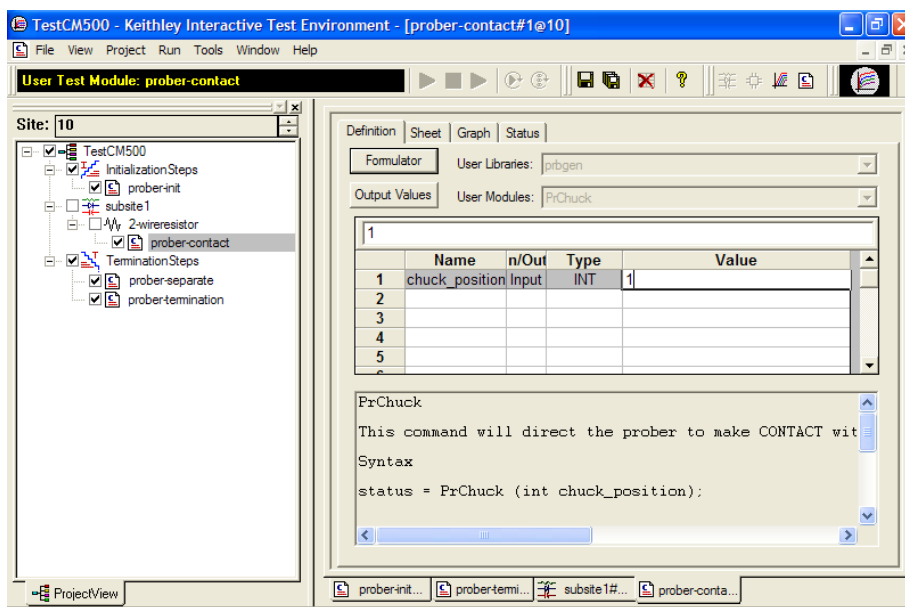 TestCM500 - Keithley Interactive Test Environment - [prober-contact#1@10]
File View Project Run Tools Window Help
User Test Module: prober-contact
Site: 10
TestCM500
InitializationSteps
prober-init
subsite1
2-wireresistor
prober-contact
TerminationSteps
prober-separate
prober-termination
ProjectView
Definition Sheet Graph Status
Formulator User Libraries: prbgen
Output Values User Modules: PrChuck
1
Name n/Out Type Value
1 chuck_position Input INT 1
2
3
4
5
PrChuck
This command will direct the prober to make CONTACT wit
Syntax
status = PrChuck (int chuck_position);
prober-init... prober-termi... subsite1#... prober-conta...